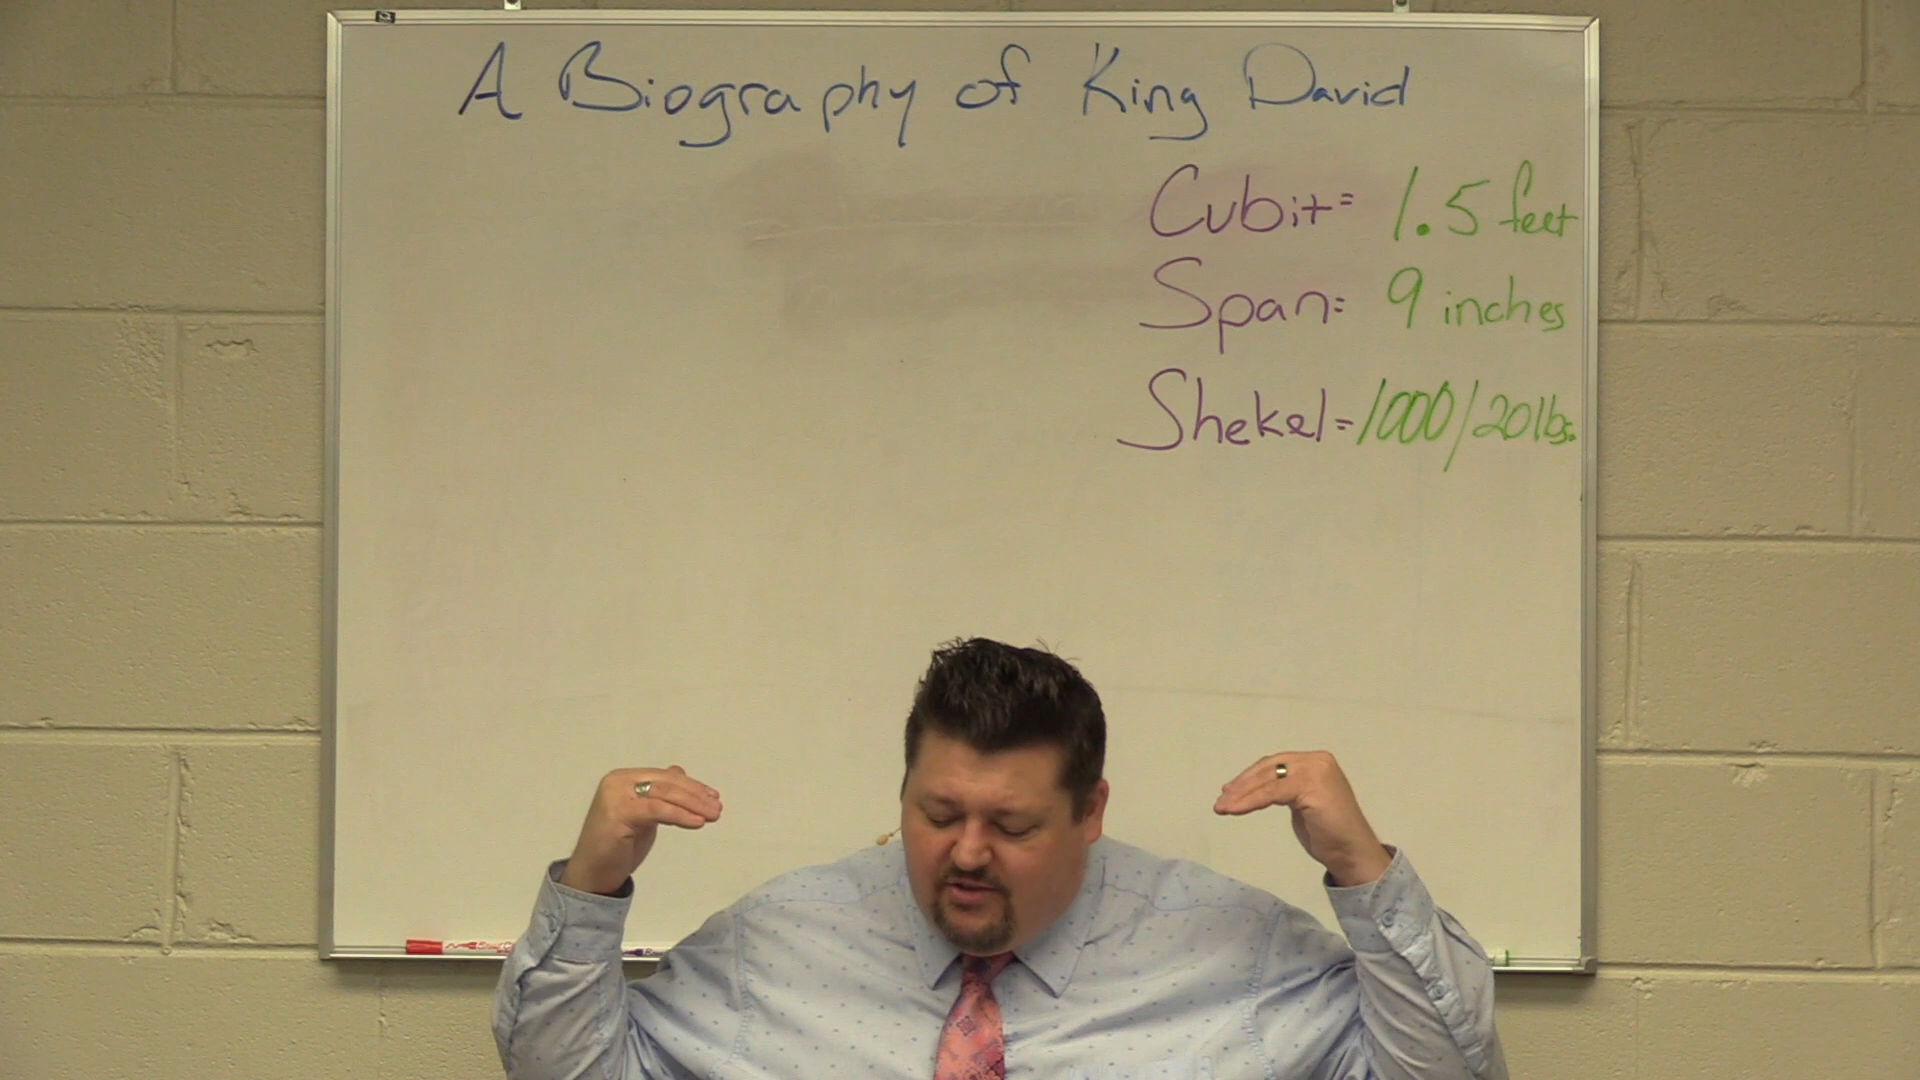 A Biography of King David
Cubit= 1.5 feet
Span= 9 inches
Shekel=1000/20lbs.